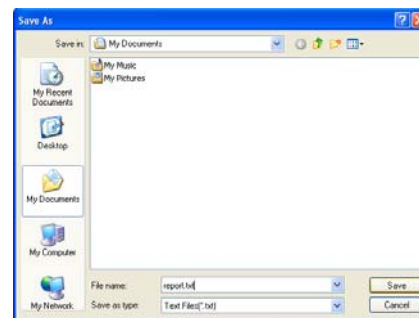 Save As
Save in: My Documents
My Music
My Pictures
My Recent
Documents
Desktop
My Documents
My Computer
My Network
File name: report.txt Save
Save as type: Text Files(*.txt) Cancel